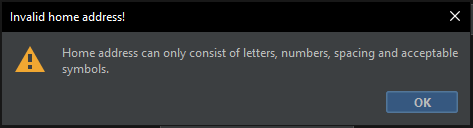 Invalid home address!
Home address can only consist of letters, numbers, spacing and acceptable
symbols.
OK